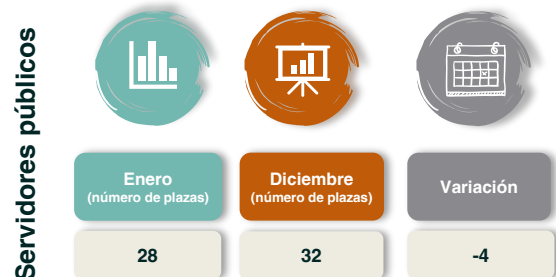 Servidores públicos
Enero
(número de plazas)
Diciembre
(número de plazas)
Variación
28
32
-4